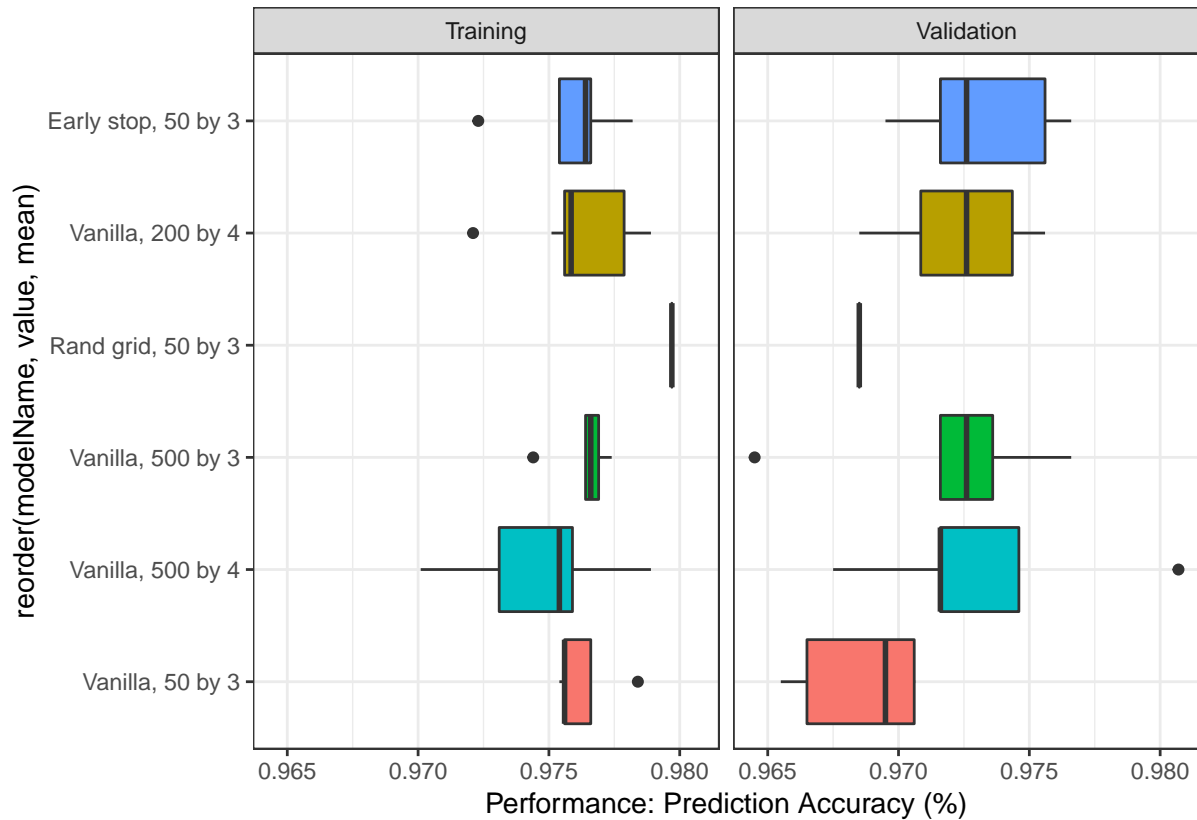 Training
Validation
Early stop, 50 by 3
Vanilla, 200 by 4
Rand grid, 50 by 3
Vanilla, 500 by 3
Vanilla, 500 by 4
Vanilla, 50 by 3
reorder(modelName, value, mean)
0.965 0.970 0.975 0.980
0.965 0.970 0.975 0.980
Performance: Prediction Accuracy (%)